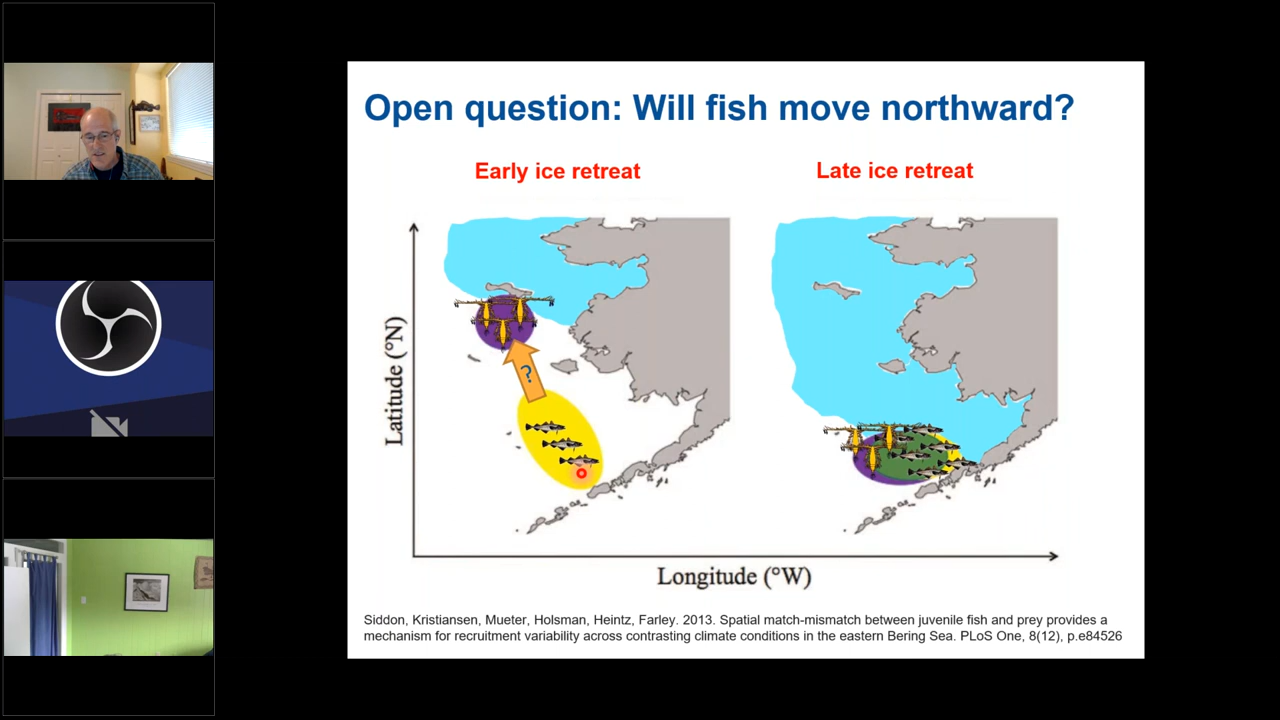 Open question: Will fish move northward?
Early ice retreat
Late ice retreat
Latitude (°N)
?
Longitude (°W)
Siddon, Kristiansen, Mueter, Holsman, Heintz, Farley. 2013. Spatial match-mismatch between juvenile fish and prey provides a
mechanism for recruitment variability across contrasting climate conditions in the eastern Bering Sea. PLoS One, 8(12), p.e84526